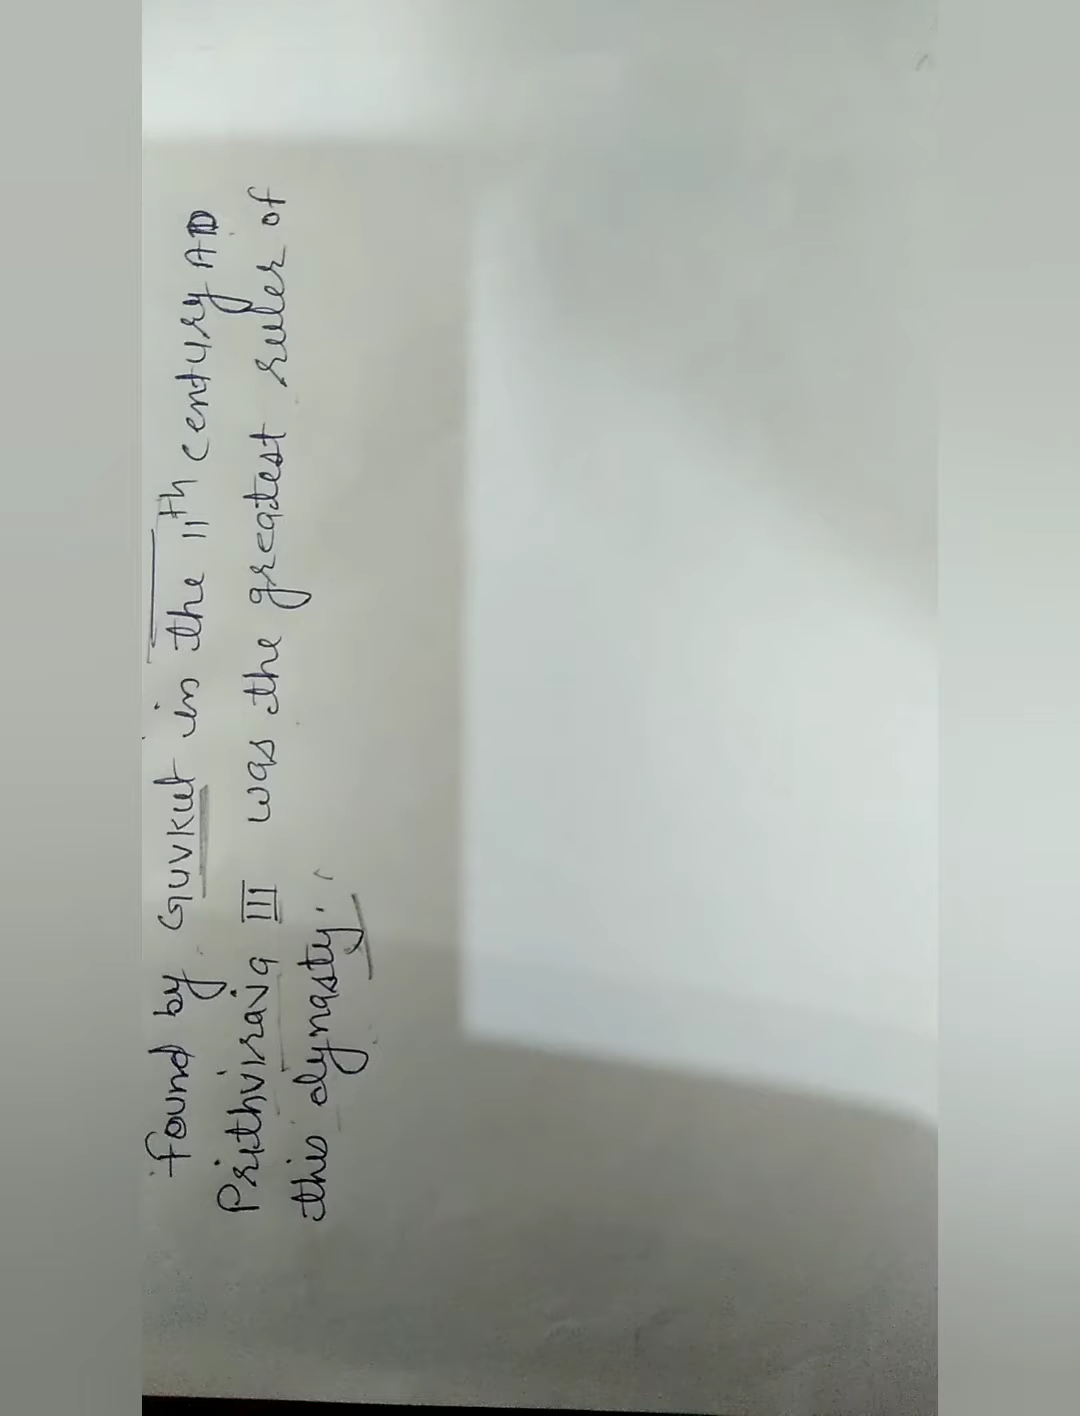 found by Guvkut in the 11th century AD
Prithviraja III was the greatest ruler of
this dynasty.